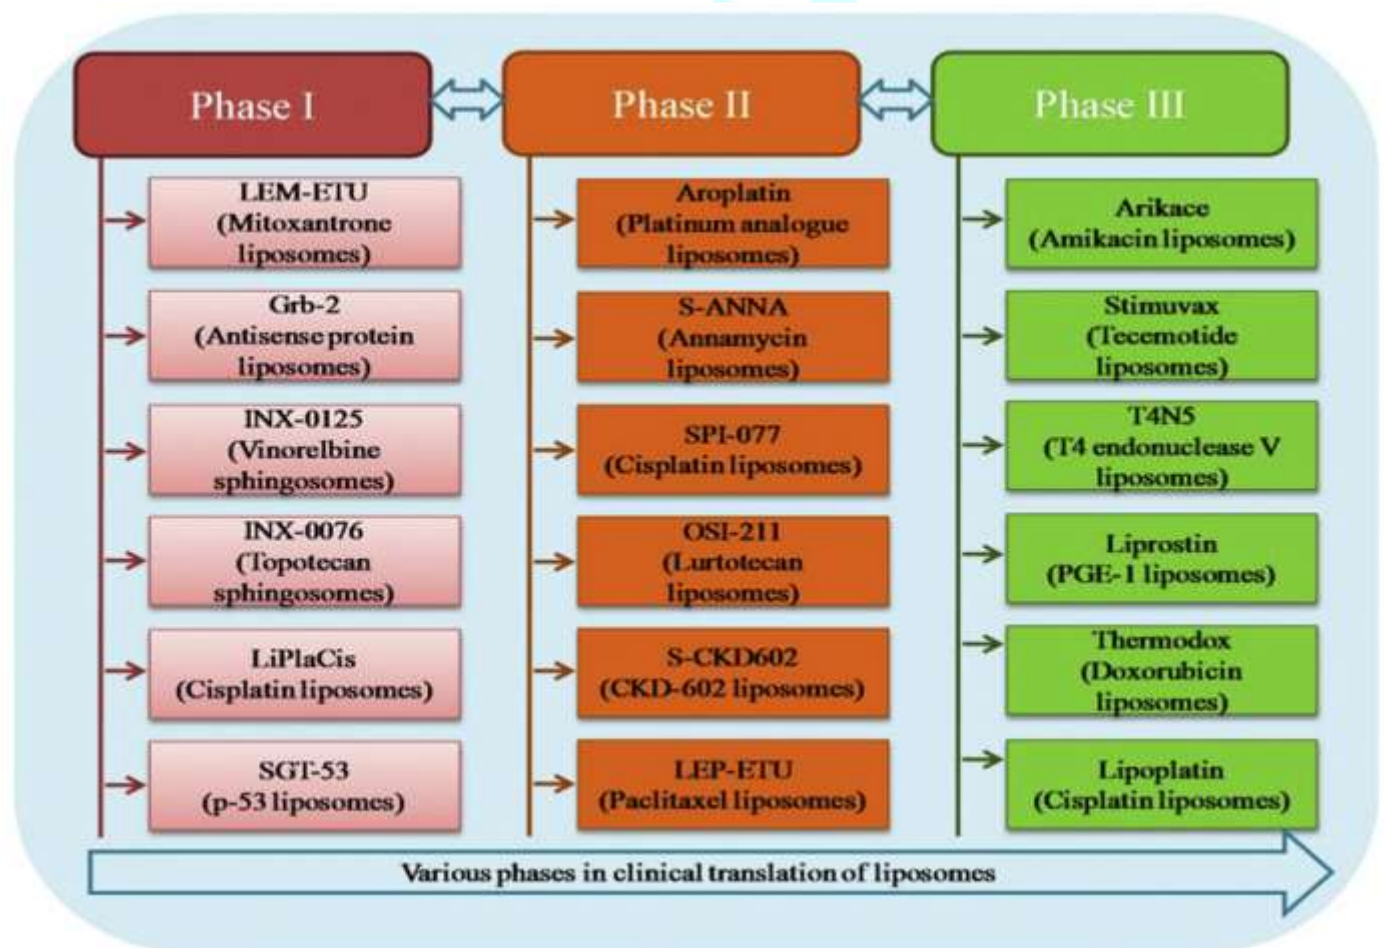 Phase I
LEM-ETU
(Mitoxantrone
liposomes)
Grb-2
(Antisense protein
liposomes)
INX-0125
(Vinorelbine
sphingosomes)
INX-0076
(Topotecan
sphingosomes)
LiPlaCis
(Cisplatin liposomes)
SGT-53
(p-53 liposomes)
Phase II
Aroplatin
(Platinum analogue
liposomes)
S-ANNA
(Annamycin
liposomes)
SPI-077
(Cisplatin liposomes)
OSI-211
(Lurtotecan
liposomes)
S-CKD602
(CKD-602 liposomes)
LEP-ETU
(Paclitaxel liposomes)
Phase III
Arikace
(Amikacin liposomes)
Stimuvax
(Tecemotide
liposomes)
T4N5
(T4 endonuclease V
liposomes)
Liprostin
(PGE-1 liposomes)
Thermodox
(Doxorubicin
liposomes)
Lipoplatin
(Cisplatin liposomes)
Various phases in clinical translation of liposomes